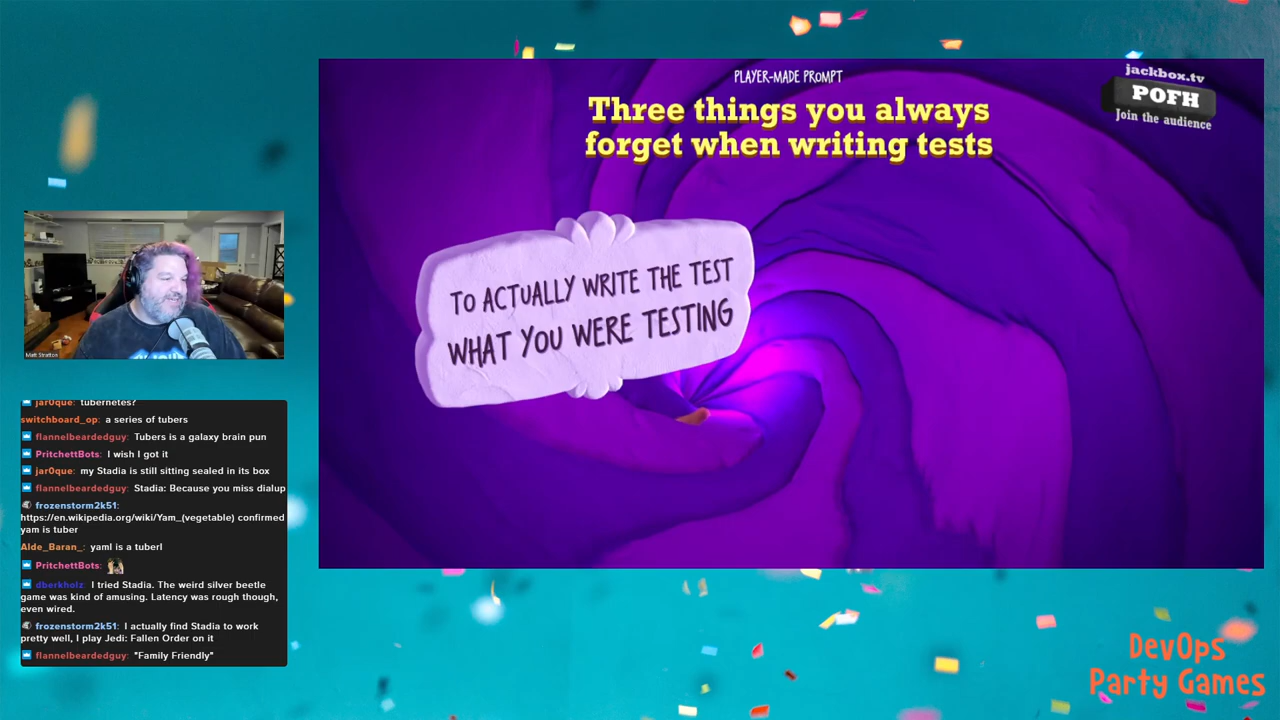 PLAYER-MADE PROMPT
Three things you always
forget when writing tests
jackbox.tv
POFH
Join the audience
TO ACTUALLY WRITE THE TEST
WHAT YOU WERE TESTING
Matt Stratton
jar0que: tubernetes?
switchboard_op: a series of tubers
flannelbeardedguy: Tubers is a galaxy brain pun
PritchettBots: I wish I got it
jar0que: my Stadia is still sitting sealed in its box
flannelbeardedguy: Stadia: Because you miss dialup
frozenstorm2k51:
https://en.wikipedia.org/wiki/Yam_(vegetable) confirmed
yam is tuber
Alde_Baran_: yaml is a tuber!
PritchettBots:
dberkholz: I tried Stadia. The weird silver beetle
game was kind of amusing. Latency was rough though,
even wired.
frozenstorm2k51: I actually find Stadia to work
pretty well, I play Jedi: Fallen Order on it
flannelbeardedguy: "Family Friendly"
DevOps
Party Games